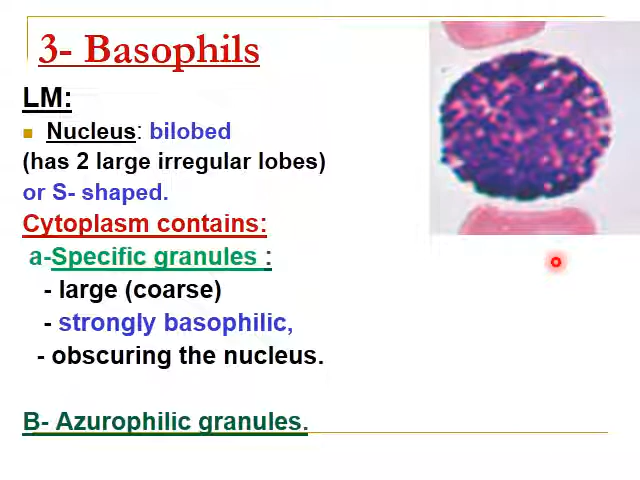 3- Basophils
LM:
Nucleus: bilobed
(has 2 large irregular lobes)
or S- shaped.
Cytoplasm contains:
a-Specific granules :
- large (coarse)
- strongly basophilic,
- obscuring the nucleus.
B- Azurophilic granules.